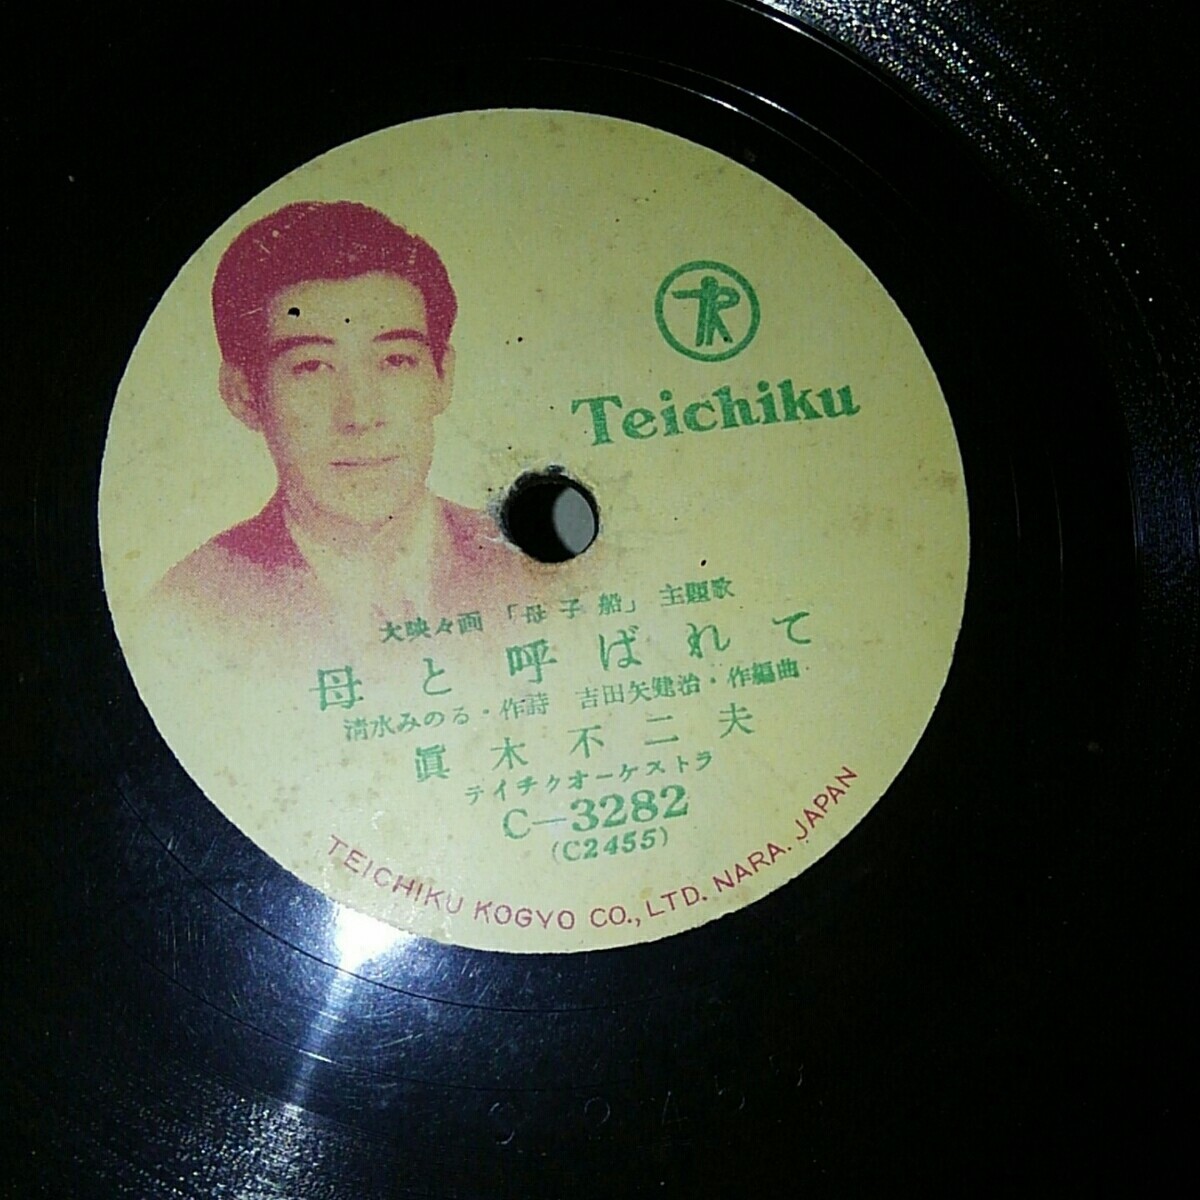 Teichiku
大映々画「母子船」主題歌
母と呼ばれて
清水みのる・作詩 吉田矢健治・作編曲
眞木不二夫
テイチクオーケストラ
C-3282
(C2455)
TEICHIKU KOGYO CO., LTD. NARA. JAPAN